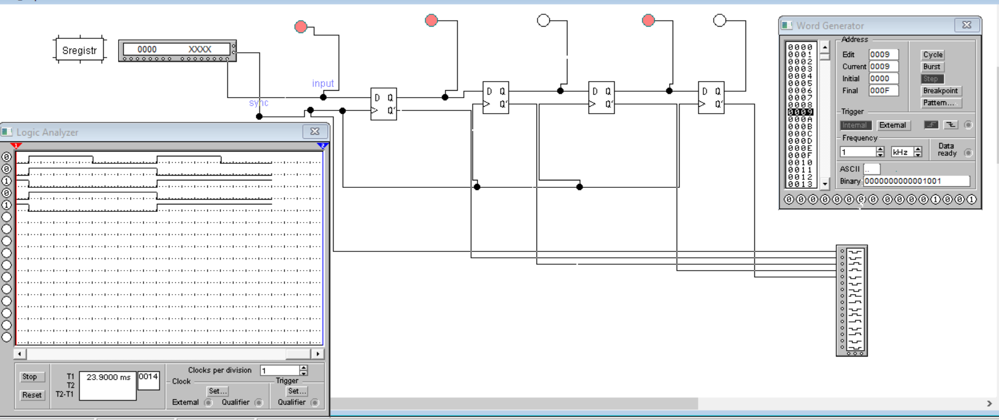 Sregistr
0000 XXXX
input
sync
D Q
Q'
D Q
Q'
D Q
Q'
D Q
Q'
Logic Analyzer
1
2
0
0
1
0
1
Stop
Reset
T1
T2
T2-T1
23.9000 ms
0014
Clocks per division 1
Clock
Set...
External Qualifier
Trigger
Set...
Qualifier
Word Generator
0000
0001
0002
0003
0004
0005
0006
0007
0008
0009
000A
000B
000C
000D
000E
000F
0010
0011
0012
0013
Address
Edit 0009
Current 0009
Initial 0000
Final 000F
Cycle
Burst
Step
Breakpoint
Pattern...
Trigger
Internal External
Frequency
1 kHz
Data
ready
ASCII ..
Binary 0000000000001001
0 0 0 0 0 0 0 0 0 0 0 0 1 0 0 1